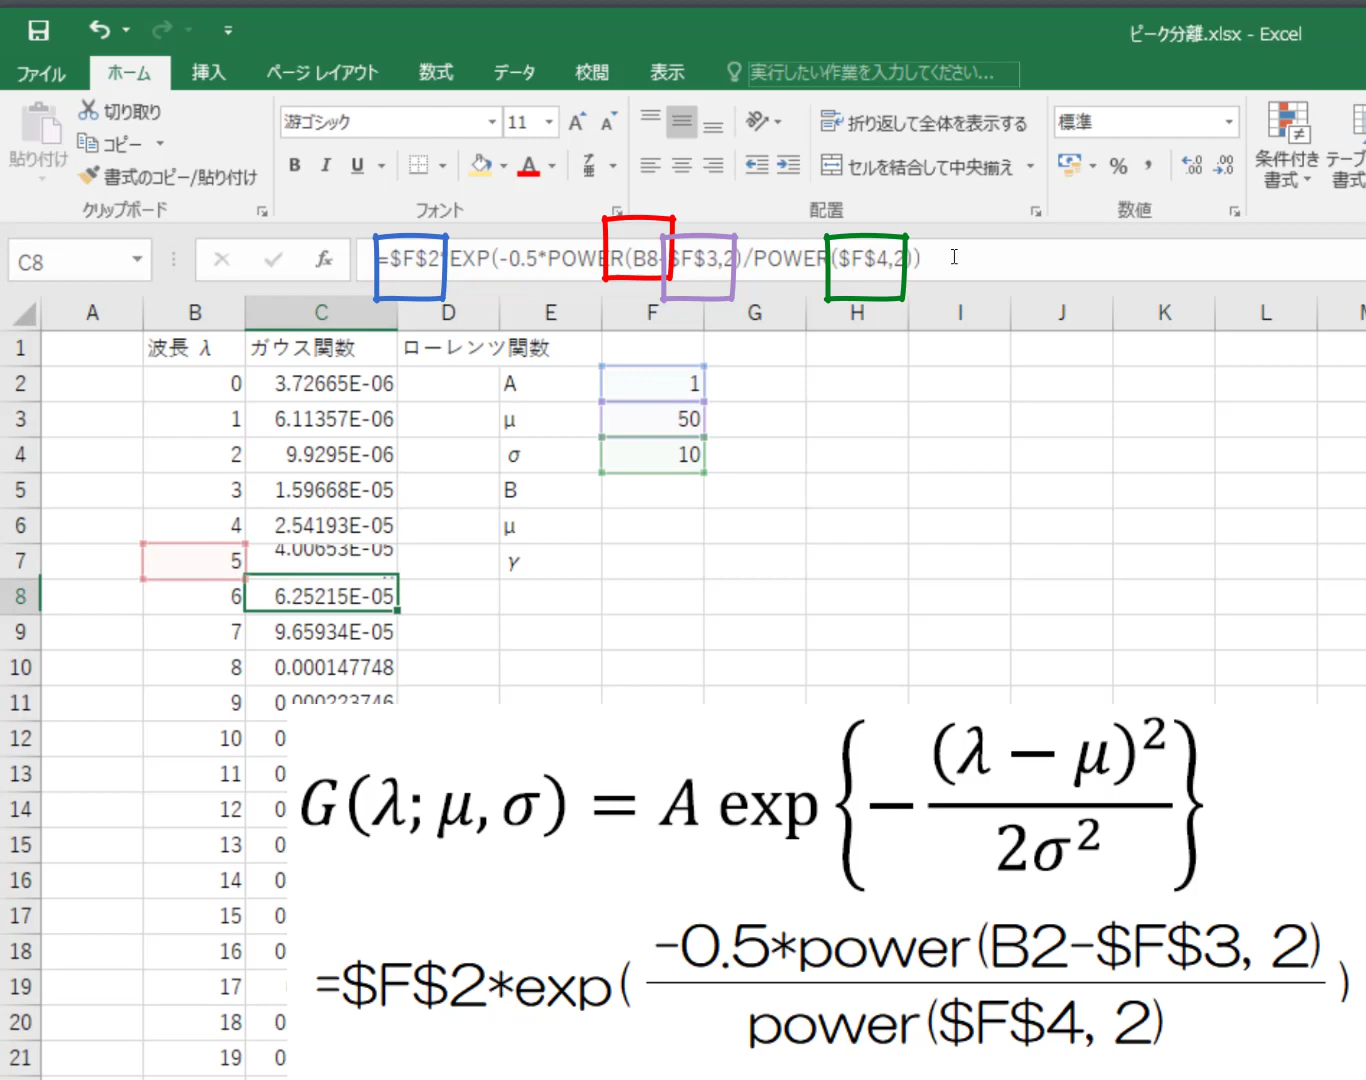 ピーク分離.xlsx - Excel
ファイル ホーム 挿入 ページ レイアウト 数式 データ 校閲 表示 実行したい作業を入力してください...
貼り付け 切り取り コピー 書式のコピー/貼り付け
游ゴシック 11 A A
B I U A
折り返して全体を表示する
セルを結合して中央揃え
標準
% ,
条件付き
書式
クリップボード フォント 配置 数値
C8 fx =$F$2*EXP(-0.5*POWER(B8-$F$3,2)/POWER($F$4,2))
A B C D E F G H I J K L
1 波長 λ ガウス関数 ローレンツ関数
2 0 3.72665E-06 A 1
3 1 6.11357E-06 μ 50
4 2 9.9295E-06 σ 10
5 3 1.59668E-05 B
6 4 2.54193E-05 μ
7 5 4.00653E-05 γ
8 6 6.25215E-05
9 7 9.65934E-05
10 8 0.000147748
11 9 0.000223746
12 10 0
13 11 0
14 12 0
15 13 0
16 14 0
17 15 0
18 16 0
19 17
20 18 0
21 19 0
G(λ; μ, σ) = A exp {− (λ − μ)² / 2σ²}
=$F$2*exp( -0.5*power(B2-$F$3, 2) / power($F$4, 2) )